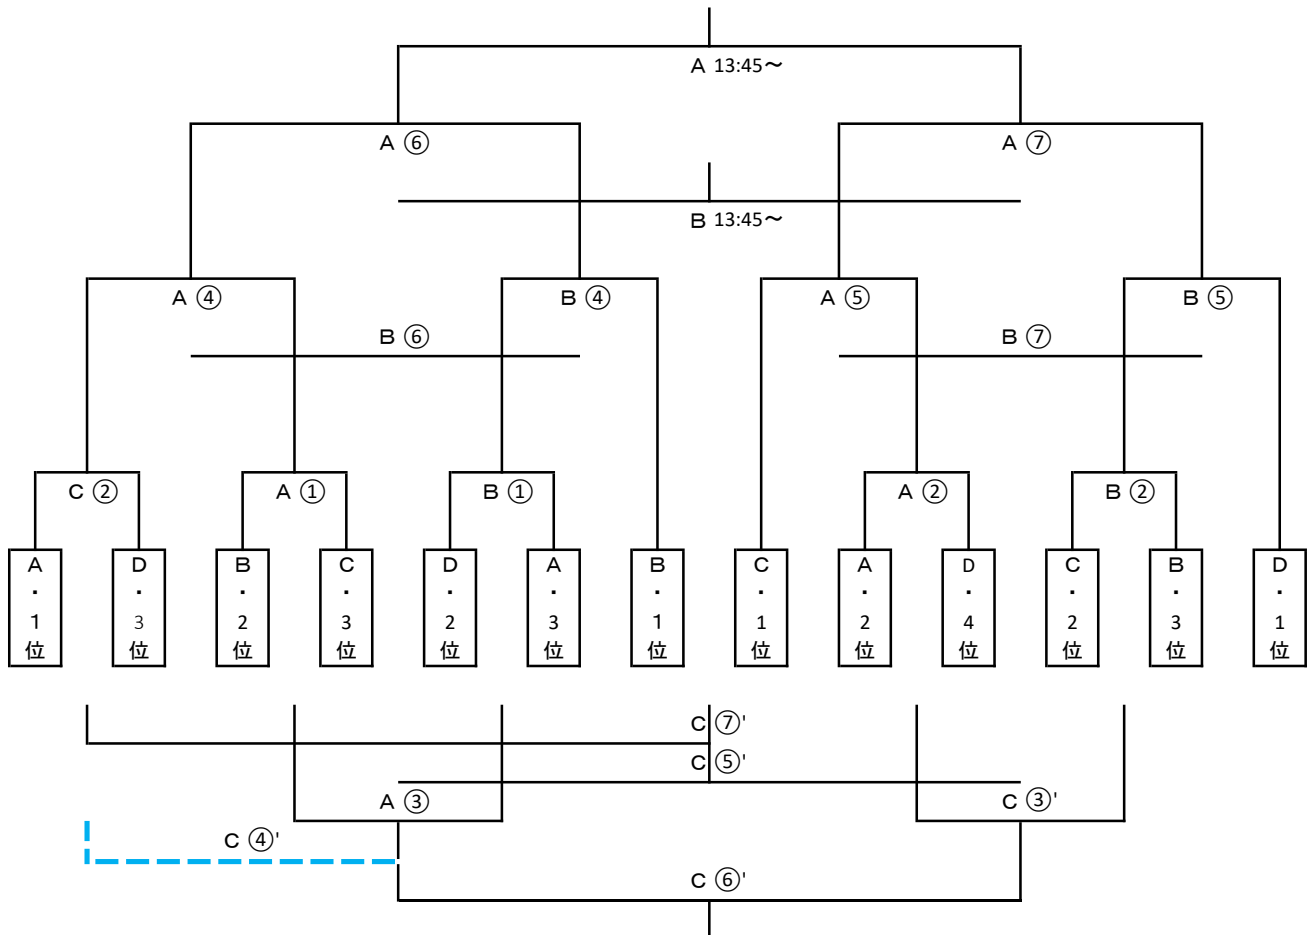 A 13:45～
A ⑥
A ⑦
B 13:45～
A ④
B ④
A ⑤
B ⑤
B ⑥
B ⑦
C ②
A ①
B ①
A ②
B ②
A・1位
D・3位
B・2位
C・3位
D・2位
A・3位
B・1位
C・1位
A・2位
D・4位
C・2位
B・3位
D・1位
C ⑦'
C ⑤'
A ③
C ③'
C ④'
C ⑥'